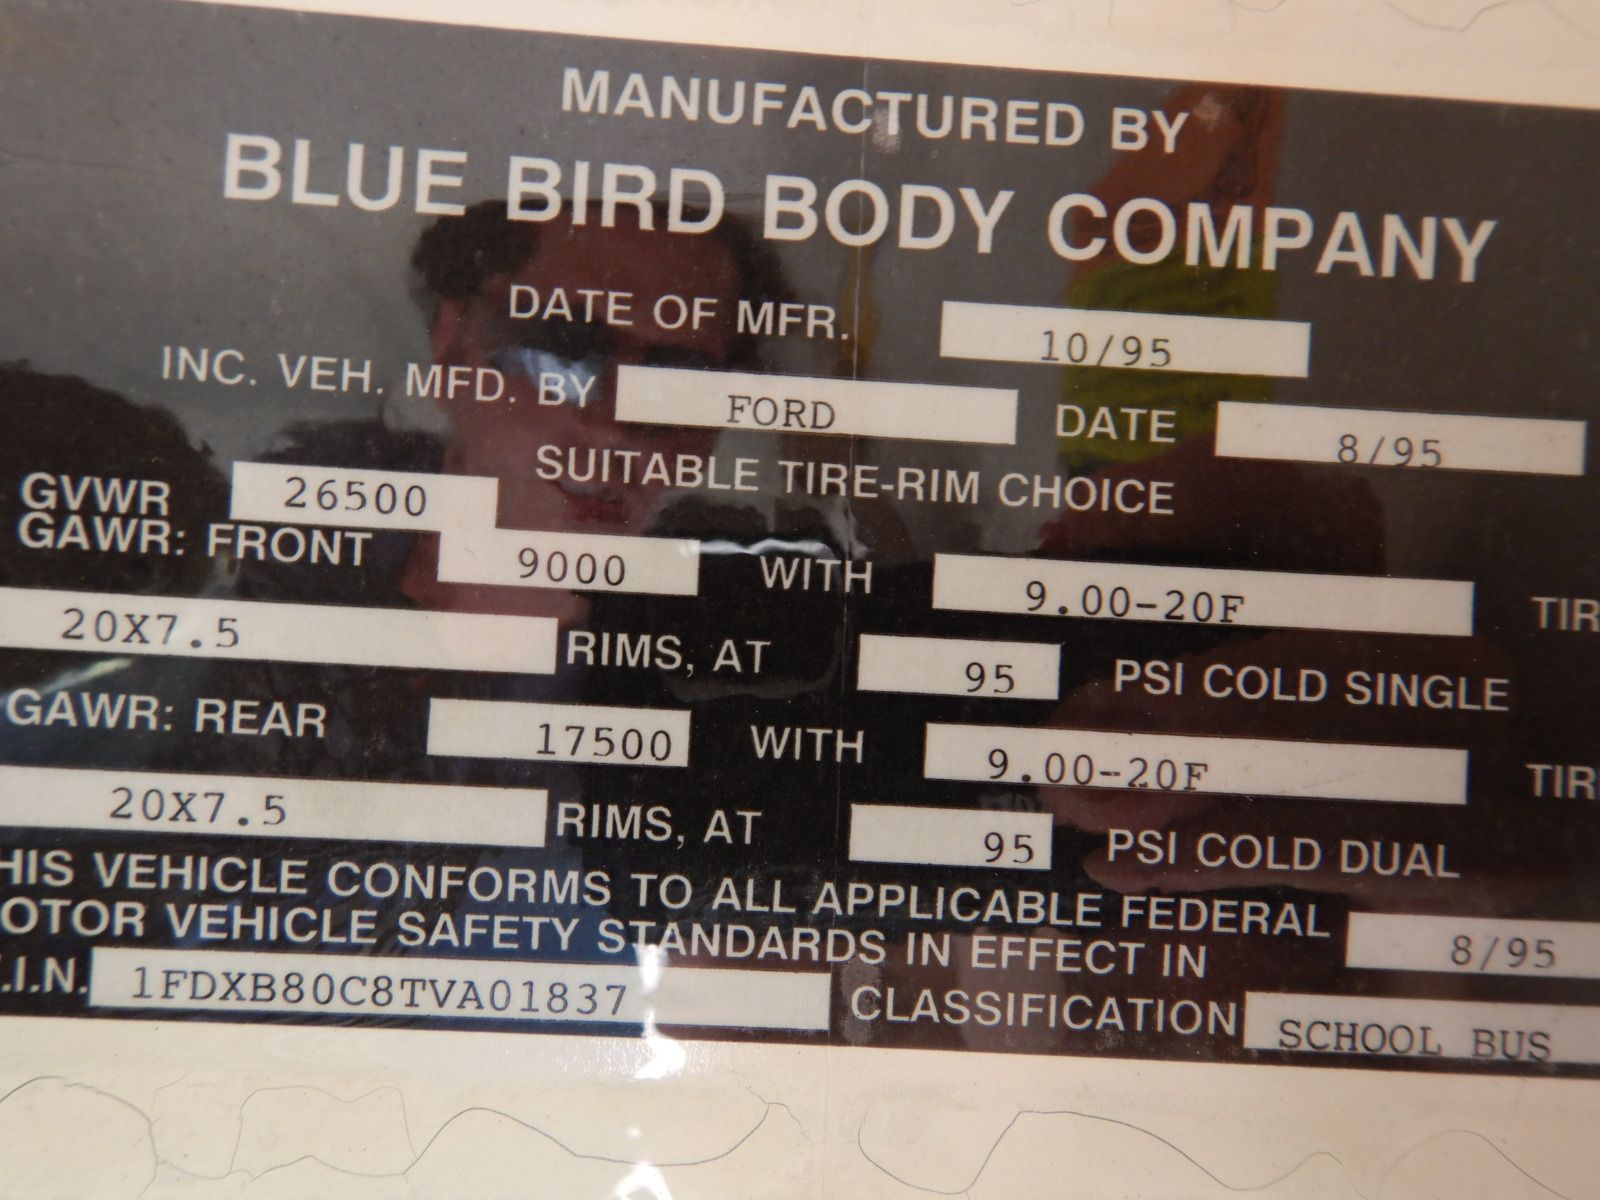 MANUFACTURED BY
BLUE BIRD BODY COMPANY
DATE OF MFR. 10/95
INC. VEH. MFD. BY FORD DATE 8/95
SUITABLE TIRE-RIM CHOICE
GVWR 26500
GAWR: FRONT 9000 WITH 9.00-20F TIR
20X7.5 RIMS, AT 95 PSI COLD SINGLE
GAWR: REAR 17500 WITH 9.00-20F TIR
20X7.5 RIMS, AT 95 PSI COLD DUAL
HIS VEHICLE CONFORMS TO ALL APPLICABLE FEDERAL
OTOR VEHICLE SAFETY STANDARDS IN EFFECT IN 8/95
.I.N. 1FDXB80C8TVA01837 CLASSIFICATION SCHOOL BUS